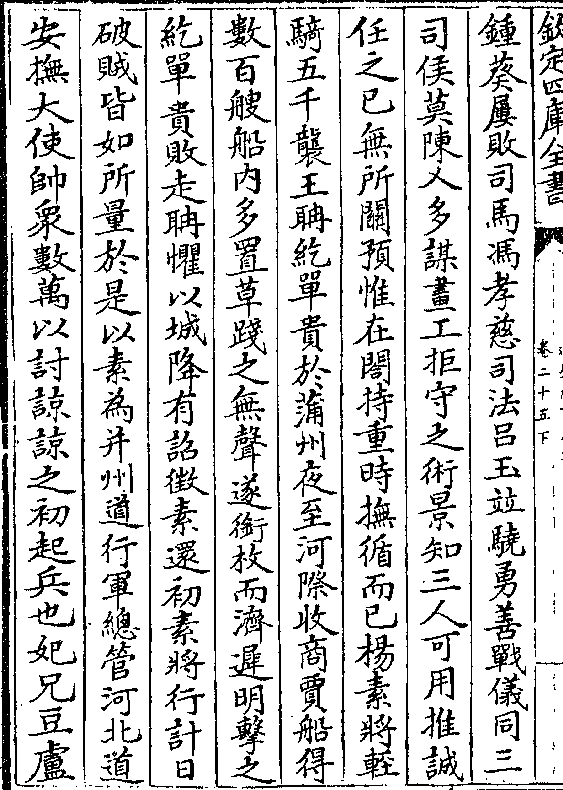 欽定四庫全書
卷二十五下
鍾葵屢敗司馬馮孝慈司法吕玉並驍勇善戰儀同三
司侯莫陳乂多謀畫工拒守之術景知三人可用推誠
任之已無所關預惟在閤持重時撫循而已楊素將輕
騎五千襲王聃紇單貴於蒲州夜至河際收商賈船得
數百艘船内多置草踐之無聲遂銜枚而濟遲明擊之
紇單貴敗走聃懼以城降有詔徴素還初素將行計日
破賊皆如所量於是以素為并州道行軍總管河北道
安撫大使帥衆數萬以討諒諒之初起兵也妃兄豆盧